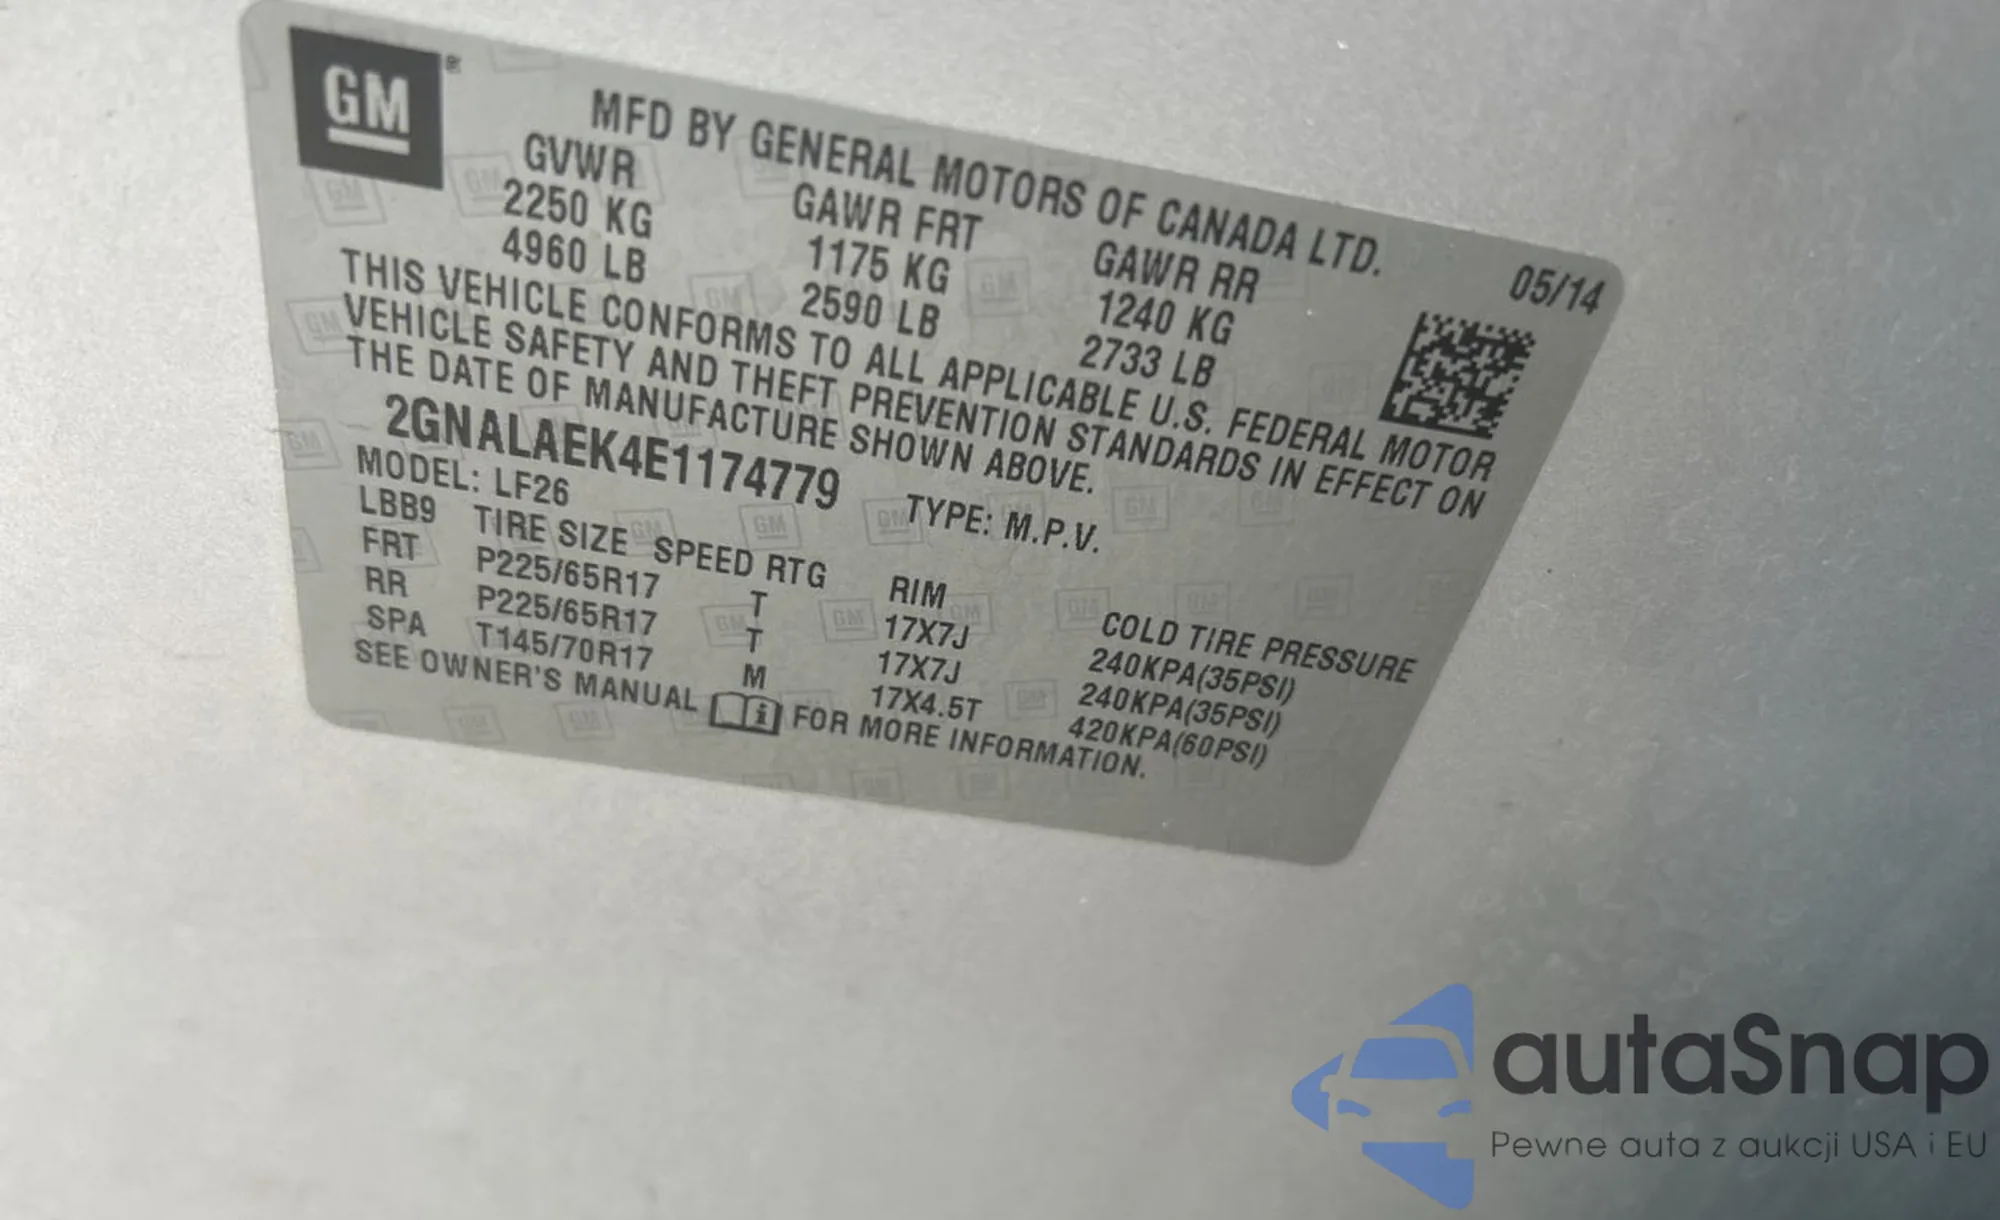 GM
®
MFD BY GENERAL MOTORS OF CANADA LTD.
05/14
GVWR GAWR FRT GAWR RR
2250 KG 1175 KG 1240 KG
4960 LB 2590 LB 2733 LB
THIS VEHICLE CONFORMS TO ALL APPLICABLE U.S. FEDERAL MOTOR
VEHICLE SAFETY AND THEFT PREVENTION STANDARDS IN EFFECT ON
THE DATE OF MANUFACTURE SHOWN ABOVE.
2GNALAEK4E1174779 TYPE: M.P.V.
MODEL: LF26
LBB9 TIRE SIZE SPEED RTG RIM COLD TIRE PRESSURE
FRT P225/65R17 T 17X7J 240KPA(35PSI)
RR P225/65R17 T 17X7J 240KPA(35PSI)
SPA T145/70R17 M 17X4.5T 420KPA(60PSI)
SEE OWNER'S MANUAL FOR MORE INFORMATION.
autaSnap
Pewne auta z aukcji USA i EU